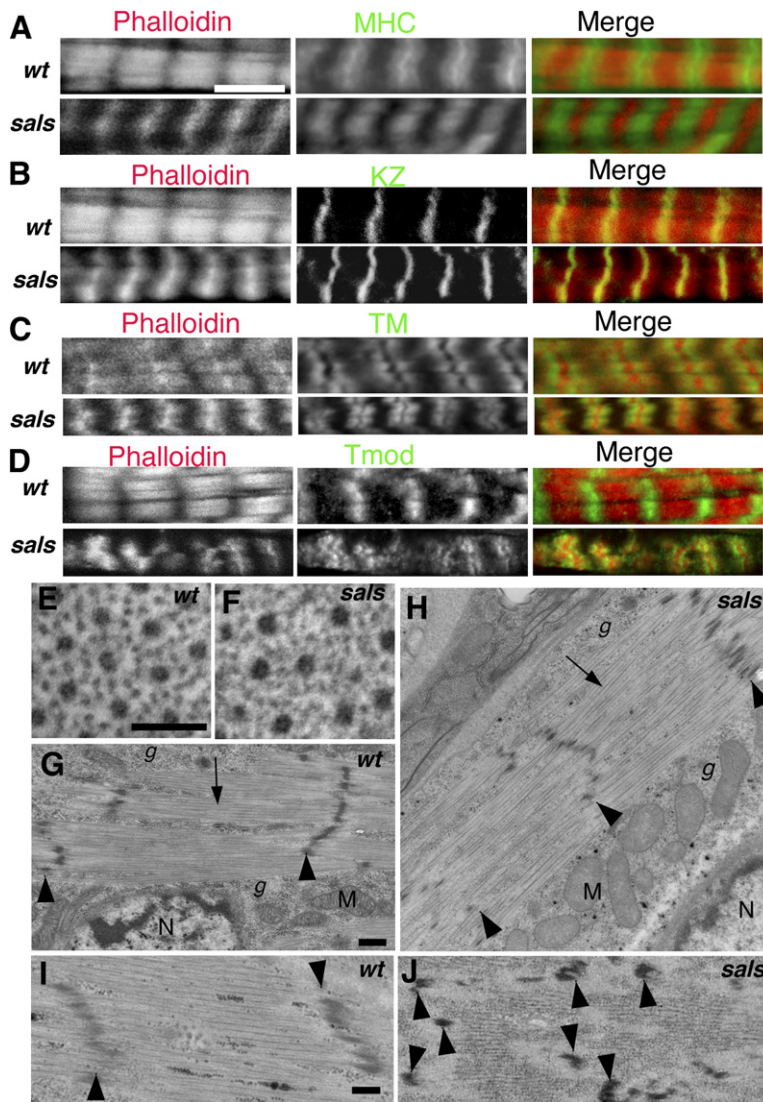 A
Phalloidin MHC Merge
wt
sals
B
Phalloidin KZ Merge
wt
sals
C
Phalloidin TM Merge
wt
sals
D
Phalloidin Tmod Merge
wt
sals
E wt
F sals
H sals
g
g
M
N
G wt
g
g
M
N
I wt
J sals